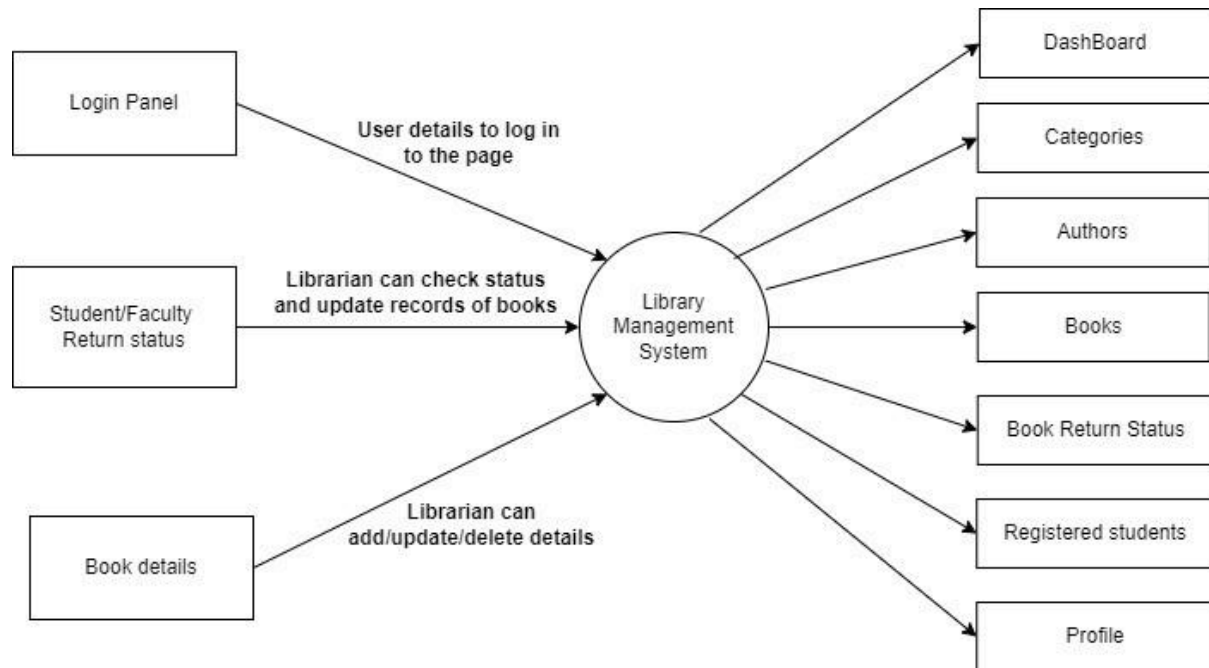 Login Panel
User details to log in
to the page
Student/Faculty
Return status
Librarian can check status
and update records of books
Book details
Librarian can
add/update/delete details
Library
Management
System
DashBoard
Categories
Authors
Books
Book Return Status
Registered students
Profile